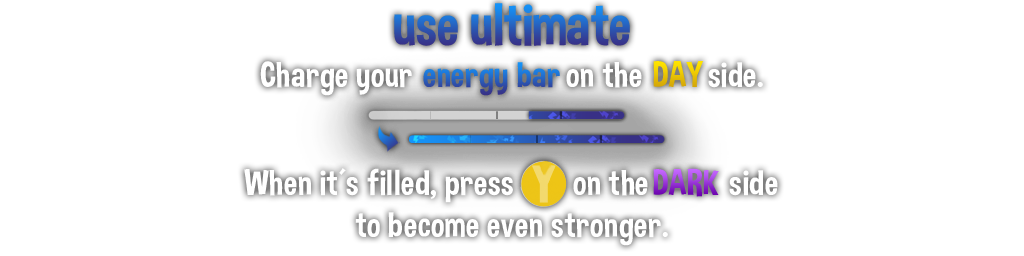 use ultimate
Charge your energy bar on the DAY side.
When it´s filled, press Y on the DARK side
to become even stronger.